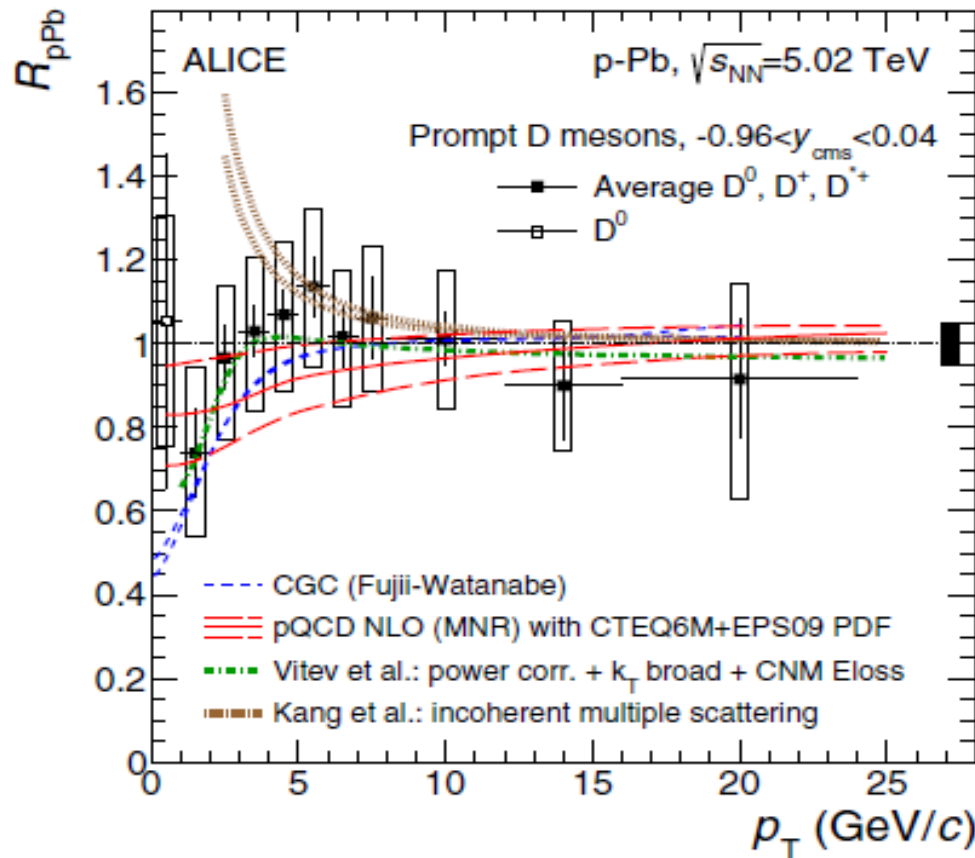 R_pPb
ALICE p-Pb, √s_NN=5.02 TeV
Prompt D mesons, -0.96<y_cms<0.04
Average D⁰, D⁺, D*⁺
D⁰
1.6
1.4
1.2
1
0.8
0.6
0.4
0.2
0
CGC (Fujii-Watanabe)
pQCD NLO (MNR) with CTEQ6M+EPS09 PDF
Vitev et al.: power corr. + k_T broad + CNM Eloss
Kang et al.: incoherent multiple scattering
0 5 10 15 20 25
p_T (GeV/c)